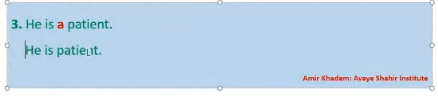 3. He is a patient.
He is patient.
Amir Khadem: Avaye Shahir Institute